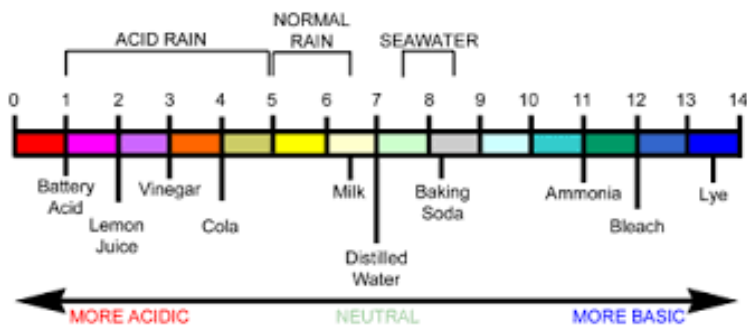 ACID RAIN
NORMAL
RAIN
SEAWATER
0 1 2 3 4 5 6 7 8 9 10 11 12 13 14
Battery
Acid
Lemon
Juice
Vinegar
Cola
Milk
Distilled
Water
Baking
Soda
Ammonia
Bleach
Lye
MORE ACIDIC NEUTRAL MORE BASIC